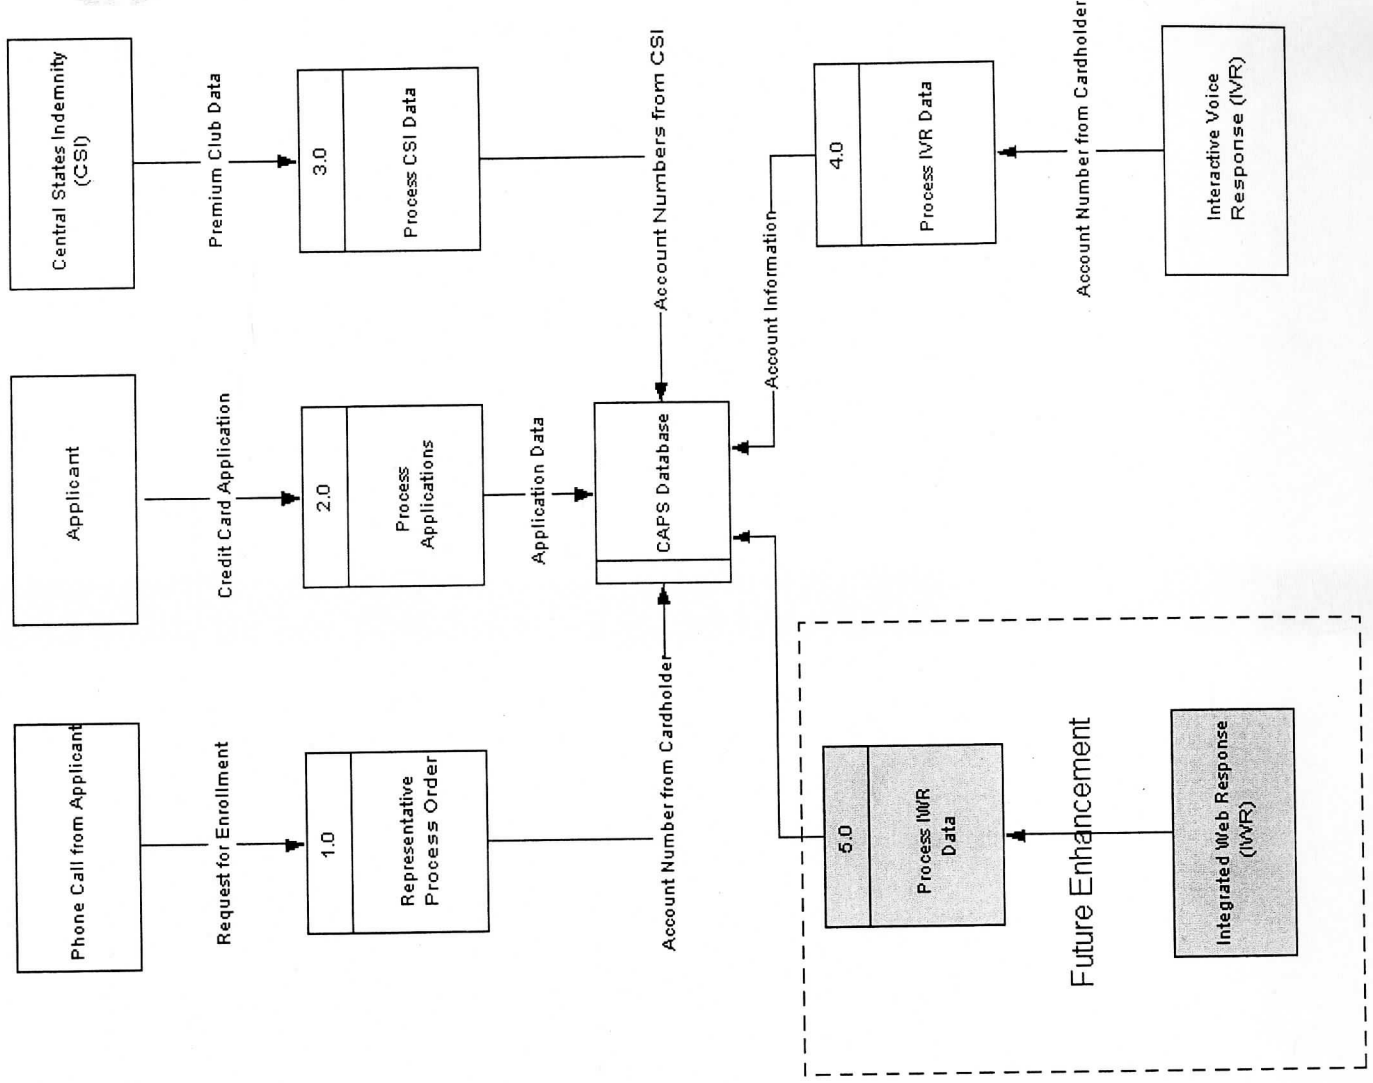 Phone Call from Applicant
Applicant
Central States Indemnity
(CSI)
Request for Enrollment
Credit Card Application
Premium Club Data
1.0
Representative
Process Order
2.0
Process
Applications
3.0
Process CSI Data
Application Data
Account Number from Cardholder
CAPS Database
Account Numbers from CSI
Account Information
5.0
Process IWR
Data
4.0
Process IVR Data
Future Enhancement
Account Number from Cardholder
Integrated Web Response
(IWR)
Interactive Voice
Response (IVR)